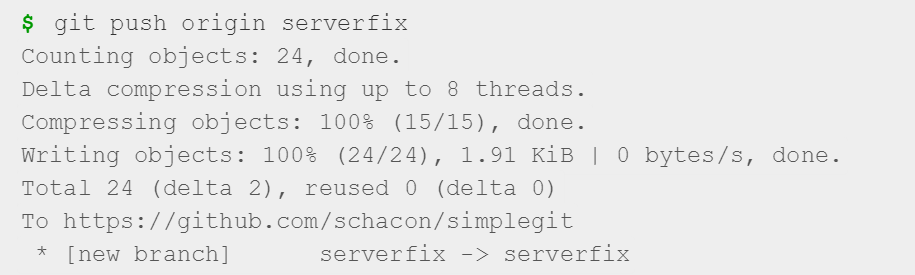 $ git push origin serverfix
Counting objects: 24, done.
Delta compression using up to 8 threads.
Compressing objects: 100% (15/15), done.
Writing objects: 100% (24/24), 1.91 KiB | 0 bytes/s, done.
Total 24 (delta 2), reused 0 (delta 0)
To https://github.com/schacon/simplegit
 * [new branch]      serverfix -> serverfix